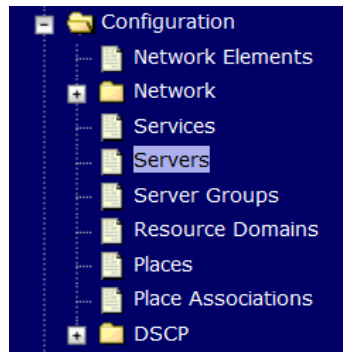 Configuration
Network Elements
Network
Services
Servers
Server Groups
Resource Domains
Places
Place Associations
DSCP